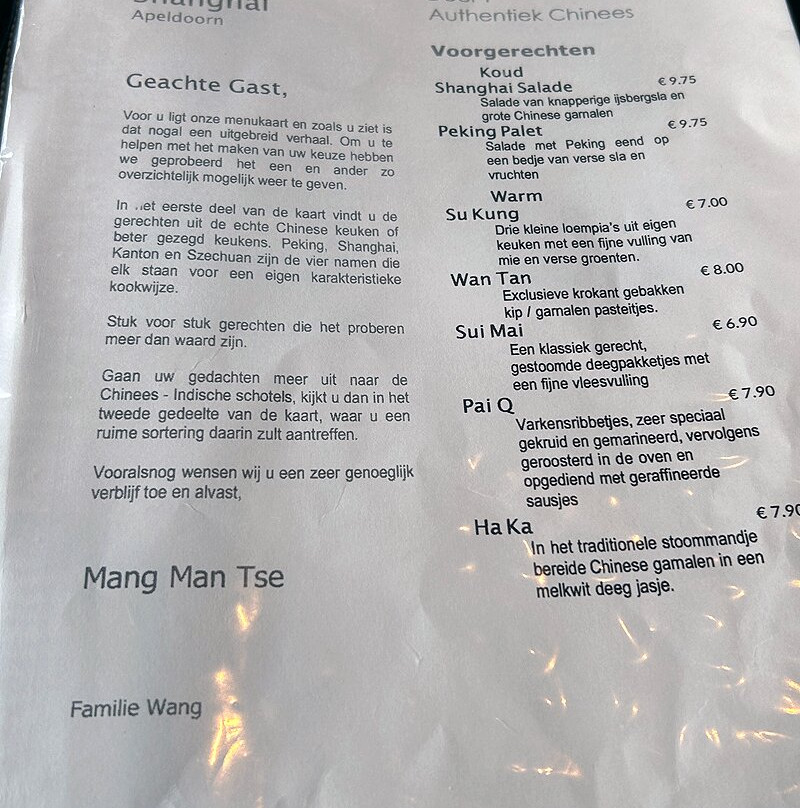 Shanghai
Apeldoorn
Geachte Gast,
Voor u ligt onze menukaart en zoals u ziet is
dat nogal een uitgebreid verhaal. Om u te
helpen met het maken van uw keuze hebben
we geprobeerd het een en ander zo
overzichtelijk mogelijk weer te geven.
In het eerste deel van de kaart vindt u de
gerechten uit de echte Chinese keuken of
beter gezegd keukens. Peking, Shanghai,
Kanton en Szechuan zijn de vier namen die
elk staan voor een eigen karakteristieke
kookwijze.
Stuk voor stuk gerechten die het proberen
meer dan waard zijn.
Gaan uw gedachten meer uit naar de
Chinees - Indische schotels, kijkt u dan in het
tweede gedeelte van de kaart, waar u een
ruime sortering daarin zult aantreffen.
Vooralsnog wensen wij u een zeer genoeglijk
verblijf toe en alvast,
Mang Man Tse
Familie Wang
Authentiek Chinees
Voorgerechten
Koud
Shanghai Salade € 9.75
Salade van knapperige ijsbergsla en
grote Chinese garnalen
Peking Palet € 9.75
Salade met Peking eend op
een bedje van verse sla en
vruchten
Warm
Su Kung € 7.00
Drie kleine loempia's uit eigen
keuken met een fijne vulling van
mie en verse groenten.
Wan Tan € 8.00
Exclusieve krokant gebakken
kip / garnalen pasteitjes.
Sui Mai € 6.90
Een klassiek gerecht,
gestoomde deegpakketjes met
een fijne vleesvulling
Pai Q € 7.90
Varkensribbetjes, zeer speciaal
gekruid en gemarineerd, vervolgens
geroosterd in de oven en
opgediend met geraffineerde
sausjes
Ha Ka € 7.90
In het traditionele stoommandje
bereide Chinese garnalen in een
melkwit deeg jasje.